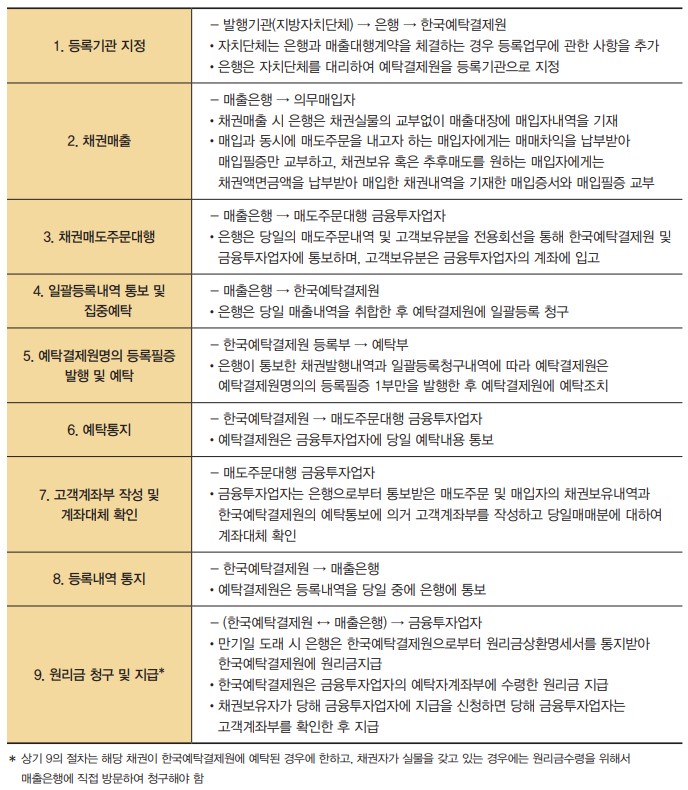 1. 등록기관 지정
– 발행기관(지방자치단체) → 은행 → 한국예탁결제원
• 자치단체는 은행과 매출대행계약을 체결하는 경우 등록업무에 관한 사항을 추가
• 은행은 자치단체를 대리하여 예탁결제원을 등록기관으로 지정
2. 채권매출
– 매출은행 → 의무매입자
• 채권매출 시 은행은 채권실물의 교부없이 매출대장에 매입자내역을 기재
• 매입과 동시에 매도주문을 내고자 하는 매입자에게는 매매차익을 납부받아
매입필증만 교부하고, 채권보유 혹은 추후매도를 원하는 매입자에게는
채권액면금액을 납부받아 매입한 채권내역을 기재한 매입증서와 매입필증 교부
3. 채권매도주문대행
– 매출은행 → 매도주문대행 금융투자업자
• 은행은 당일의 매도주문내역 및 고객보유분을 전용회선을 통해 한국예탁결제원 및
금융투자업자에 통보하며, 고객보유분은 금융투자업자의 계좌에 입고
4. 일괄등록내역 통보 및
집중예탁
– 매출은행 → 한국예탁결제원
• 은행은 당일 매출내역을 취합한 후 예탁결제원에 일괄등록 청구
5. 예탁결제원명의 등록필증
발행 및 예탁
– 한국예탁결제원 등록부 → 예탁부
• 은행이 통보한 채권발행내역과 일괄등록청구내역에 따라 예탁결제원은
예탁결제원명의의 등록필증 1부만을 발행한 후 예탁결제원에 예탁조치
6. 예탁통지
– 한국예탁결제원 → 매도주문대행 금융투자업자
• 예탁결제원은 금융투자업자에 당일 예탁내용 통보
7. 고객계좌부 작성 및
계좌대체 확인
– 매도주문대행 금융투자업자
• 금융투자업자는 은행으로부터 통보받은 매도주문 및 매입자의 채권보유내역과
한국예탁결제원의 예탁통보에 의거 고객계좌부를 작성하고 당일매매분에 대하여
계좌대체 확인
8. 등록내역 통지
– 한국예탁결제원 → 매출은행
• 예탁결제원은 등록내역을 당일 중에 은행에 통보
9. 원리금 청구 및 지급*
– (한국예탁결제원 ↔ 매출은행) → 금융투자업자
• 만기일 도래 시 은행은 한국예탁결제원으로부터 원리금상환명세서를 통지받아
한국예탁결제원에 원리금지급
• 한국예탁결제원은 금융투자업자의 예탁자계좌부에 수령한 원리금 지급
• 채권보유자가 당해 금융투자업자에 지급을 신청하면 당해 금융투자업자는
고객계좌부를 확인한 후 지급
* 상기 9의 절차는 해당 채권이 한국예탁결제원에 예탁된 경우에 한하고, 채권자가 실물을 갖고 있는 경우에는 원리금수령을 위해서
매출은행에 직접 방문하여 청구해야 함